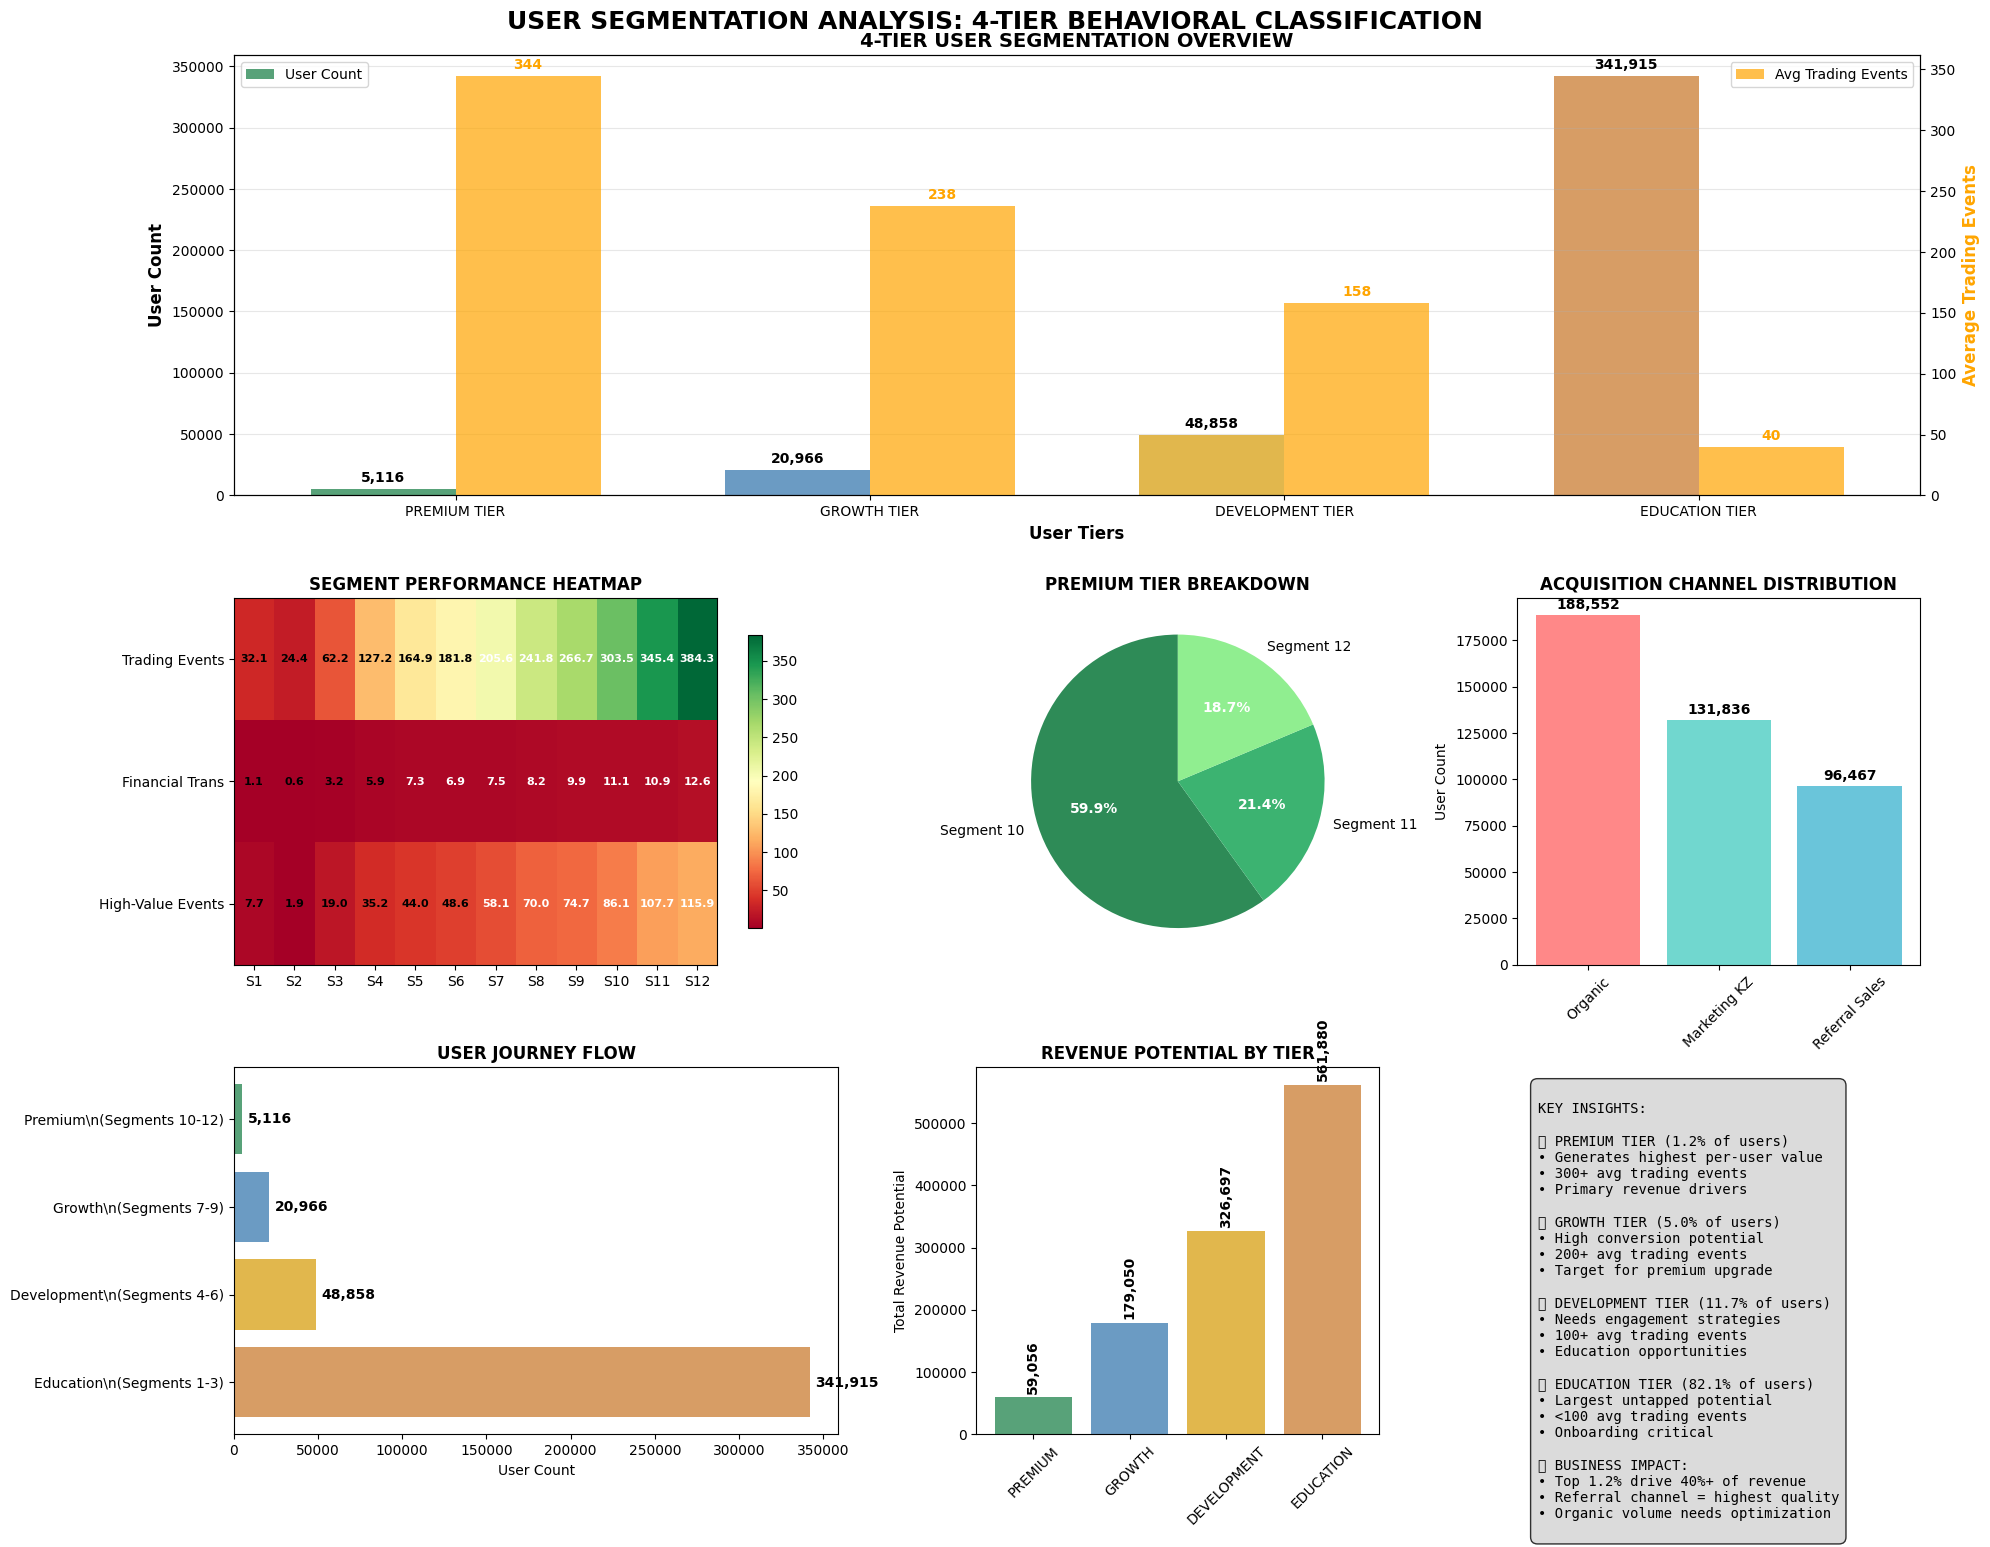 USER SEGMENTATION ANALYSIS: 4-TIER BEHAVIORAL CLASSIFICATION
4-TIER USER SEGMENTATION OVERVIEW
User Count
Avg Trading Events
344
238
158
40
5,116
20,966
48,858
341,915
350000
300000
250000
200000
150000
100000
50000
0
User Count
350
300
250
200
150
100
50
0
Average Trading Events
PREMIUM TIER
GROWTH TIER
DEVELOPMENT TIER
EDUCATION TIER
User Tiers
SEGMENT PERFORMANCE HEATMAP
Trading Events
32.1 24.4 62.2 127.2 164.9 181.8 205.6 241.8 266.7 303.5 345.4 384.3
Financial Trans
1.1 0.6 3.2 5.9 7.3 6.9 7.5 8.2 9.9 11.1 10.9 12.6
High-Value Events
7.7 1.9 19.0 35.2 44.0 48.6 58.1 70.0 74.7 86.1 107.7 115.9
S1 S2 S3 S4 S5 S6 S7 S8 S9 S10 S11 S12
350
300
250
200
150
100
50
PREMIUM TIER BREAKDOWN
Segment 12
18.7%
59.9%
21.4%
Segment 10
Segment 11
ACQUISITION CHANNEL DISTRIBUTION
188,552
131,836
96,467
175000
150000
125000
100000
75000
50000
25000
0
User Count
Organic
Marketing KZ
Referral Sales
USER JOURNEY FLOW
Premium\n(Segments 10-12)
5,116
Growth\n(Segments 7-9)
20,966
Development\n(Segments 4-6)
48,858
Education\n(Segments 1-3)
341,915
0 50000 100000 150000 200000 250000 300000 350000
User Count
REVENUE POTENTIAL BY TIER
561,880
326,697
179,050
59,056
500000
400000
300000
200000
100000
0
Total Revenue Potential
PREMIUM
GROWTH
DEVELOPMENT
EDUCATION
KEY INSIGHTS:
PREMIUM TIER (1.2% of users)
• Generates highest per-user value
• 300+ avg trading events
• Primary revenue drivers
GROWTH TIER (5.0% of users)
• High conversion potential
• 200+ avg trading events
• Target for premium upgrade
DEVELOPMENT TIER (11.7% of users)
• Needs engagement strategies
• 100+ avg trading events
• Education opportunities
EDUCATION TIER (82.1% of users)
• Largest untapped potential
• <100 avg trading events
• Onboarding critical
BUSINESS IMPACT:
• Top 1.2% drive 40%+ of revenue
• Referral channel = highest quality
• Organic volume needs optimization